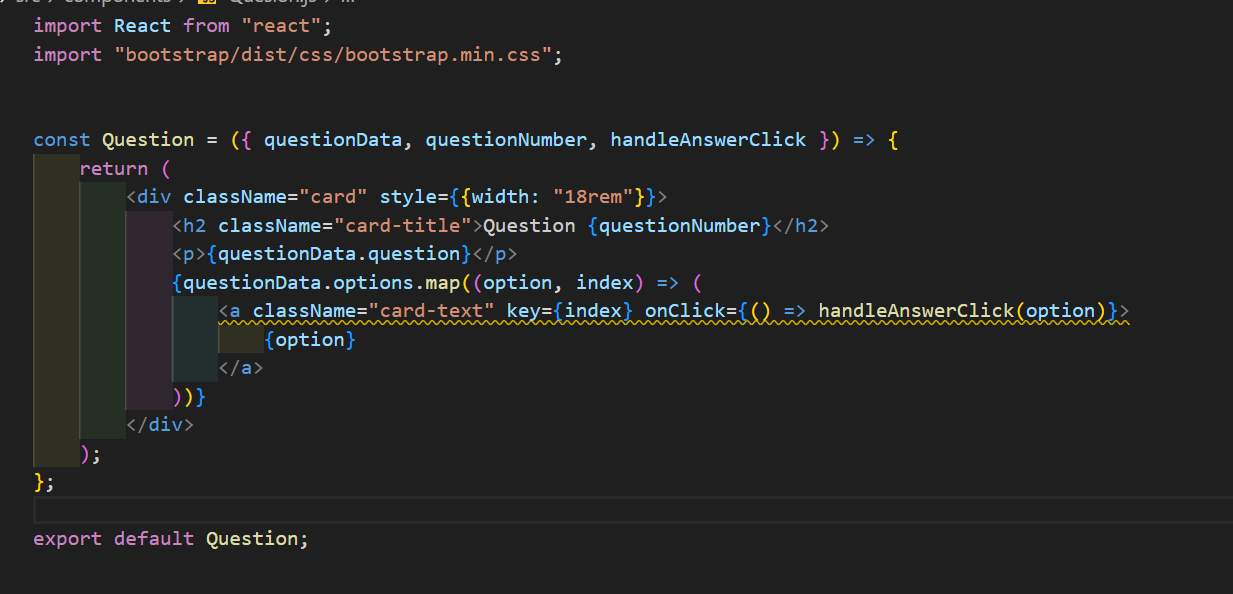 import React from "react";
import "bootstrap/dist/css/bootstrap.min.css";
const Question = ({ questionData, questionNumber, handleAnswerClick }) => {
return (
<div className="card" style={{width: "18rem"}}>
<h2 className="card-title">Question {questionNumber}</h2>
<p>{questionData.question}</p>
{questionData.options.map((option, index) => (
<a className="card-text" key={index} onClick={() => handleAnswerClick(option)}>
{option}
</a>
))}
</div>
);
};
export default Question;